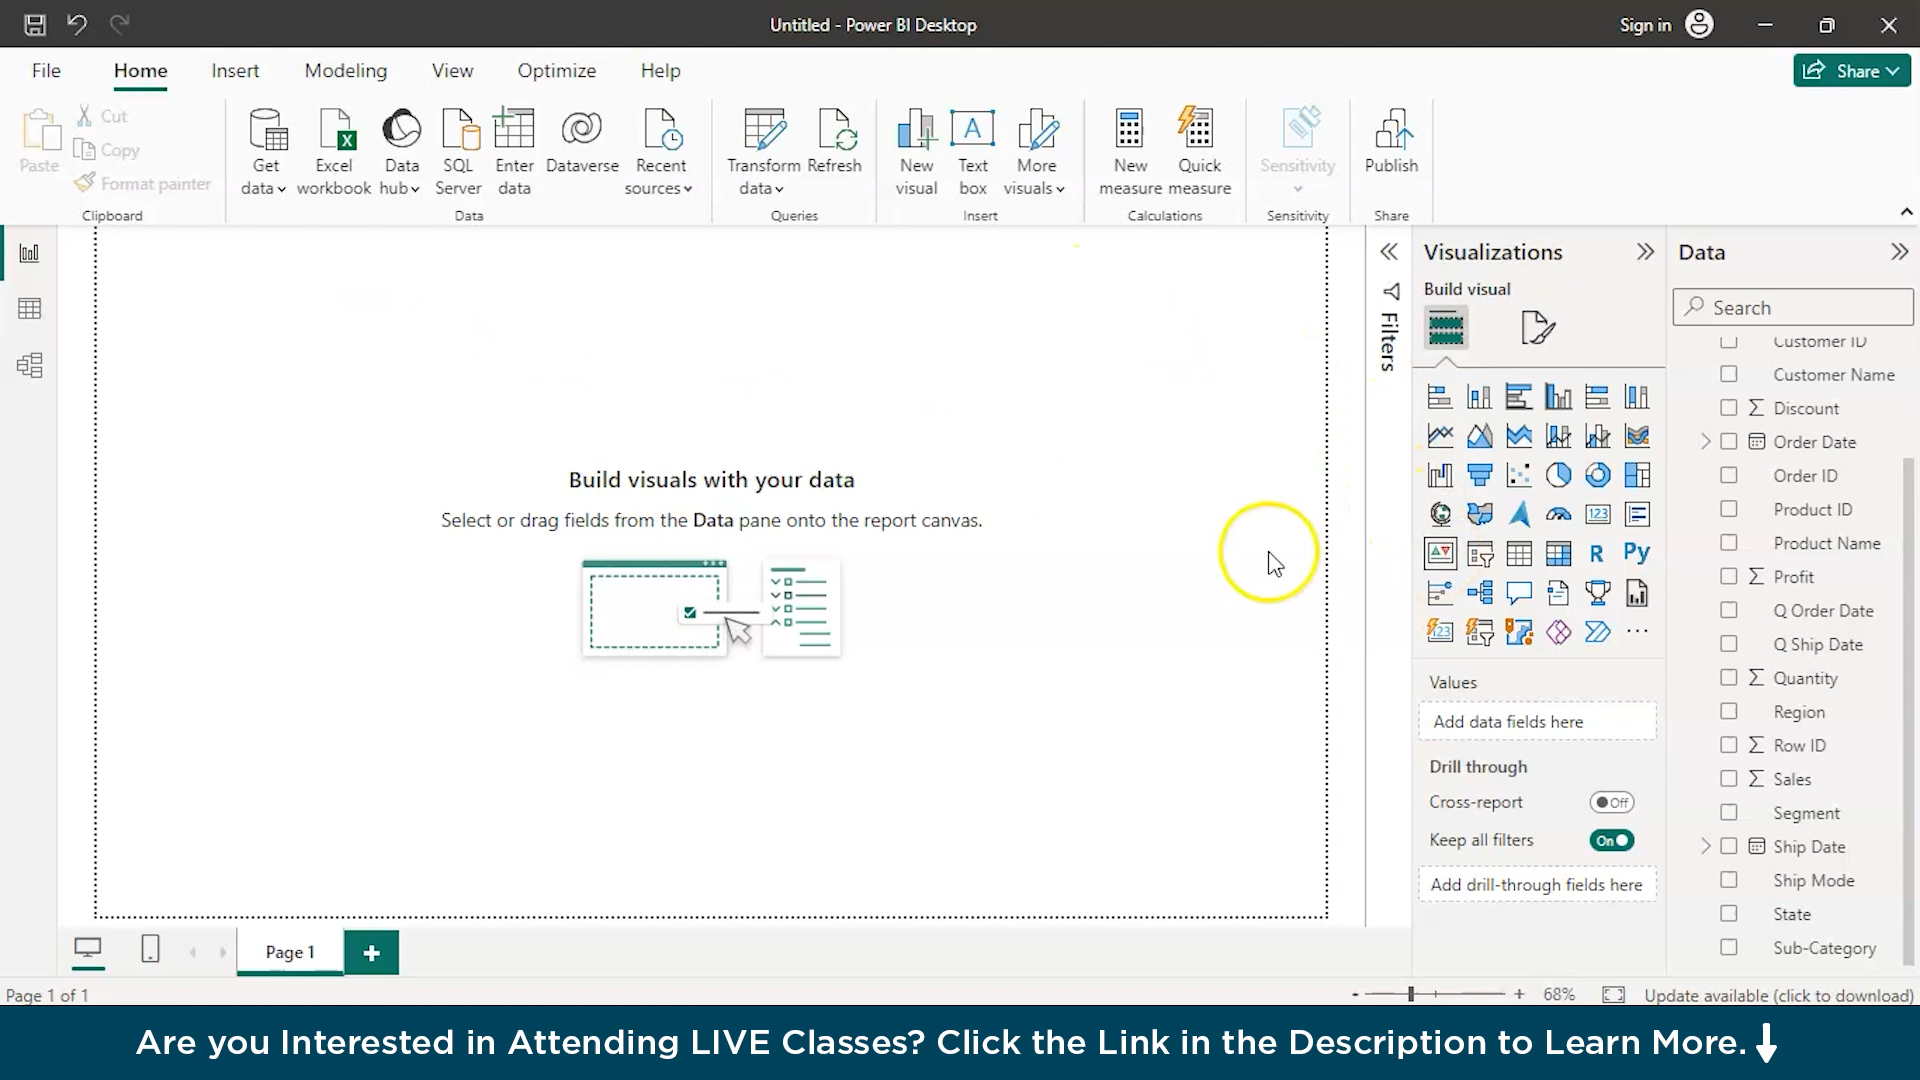 Untitled - Power BI Desktop
Sign in
File
Home
Insert
Modeling
View
Optimize
Help
Share
Paste
Cut
Copy
Format painter
Clipboard
Get
data
Excel
workbook
Data
hub
SQL
Server
Enter
data
Dataverse
Recent
sources
Data
Transform
data
Refresh
Queries
New
visual
Text
box
More
visuals
Insert
New
measure
Quick
measure
Calculations
Sensitivity
Sensitivity
Publish
Share
Build visuals with your data
Select or drag fields from the Data pane onto the report canvas.
Filters
Visualizations
Build visual
123
R
Py
123
Values
Add data fields here
Drill through
Cross-report
Off
Keep all filters
On
Add drill-through fields here
Data
Search
Customer ID
Customer Name
Discount
Order Date
Order ID
Product ID
Product Name
Profit
Q Order Date
Q Ship Date
Quantity
Region
Row ID
Sales
Segment
Ship Date
Ship Mode
State
Sub-Category
Page 1
Page 1 of 1
68%
Update available (click to download)
Are you Interested in Attending LIVE Classes? Click the Link in the Description to Learn More.